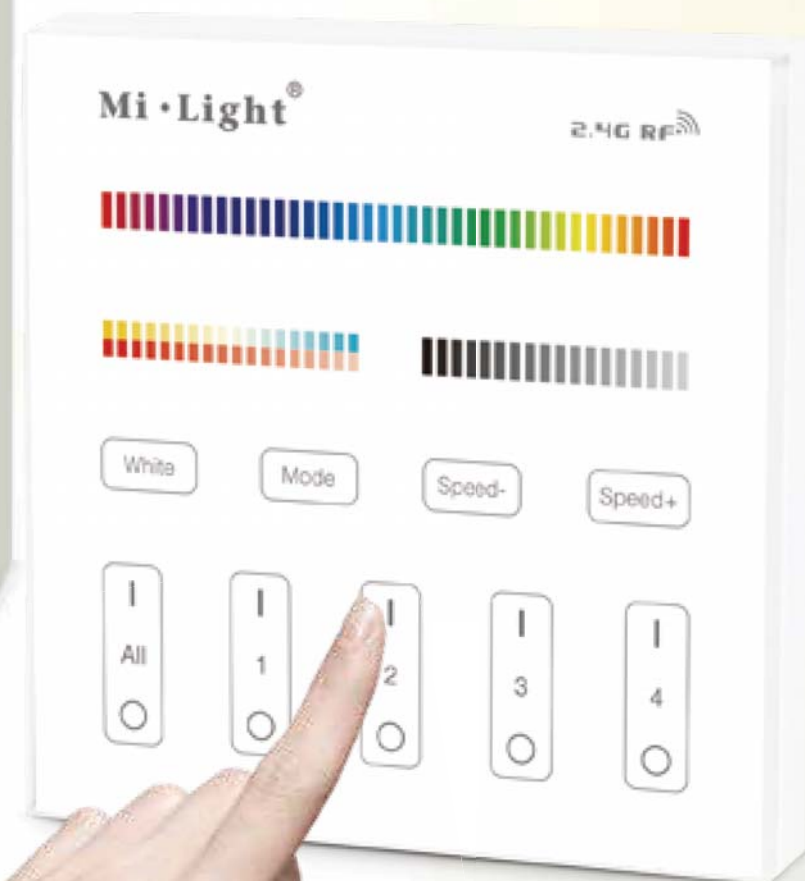 Mi·Light®
2.4G RF
White Mode Speed- Speed+
I I I I I
All 1 2 3 4
O O O O O